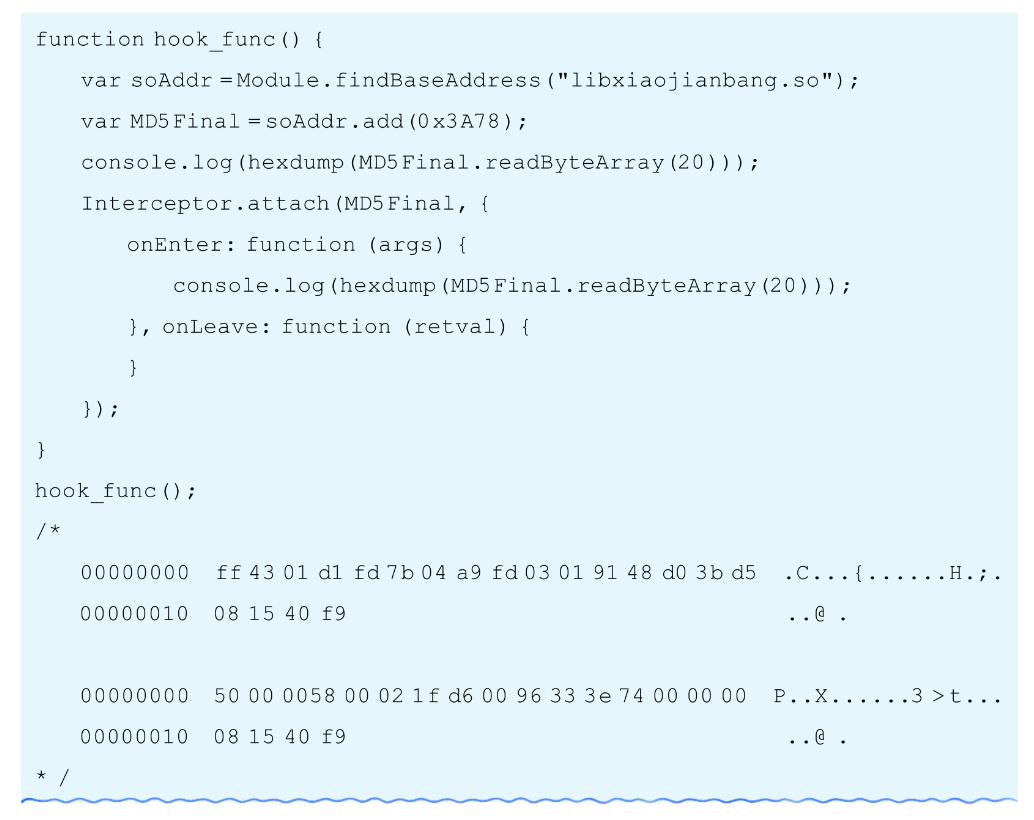 function hook_func() {
    var soAddr = Module.findBaseAddress("libxiaojianbang.so");
    var MD5Final = soAddr.add(0x3A78);
    console.log(hexdump(MD5Final.readByteArray(20)));
    Interceptor.attach(MD5Final, {
        onEnter: function (args) {
            console.log(hexdump(MD5Final.readByteArray(20)));
        }, onLeave: function (retval) {
        }
    });
}
hook_func();
/*
    00000000  ff 43 01 d1 fd 7b 04 a9 fd 03 01 91 48 d0 3b d5  .C...{......H.;.
    00000010  08 15 40 f9                                      ..@ .
    00000000  50 00 0058 00 02 1f d6 00 96 33 3e 74 00 00 00  P..X......3 >t...
    00000010  08 15 40 f9                                      ..@ .
* /